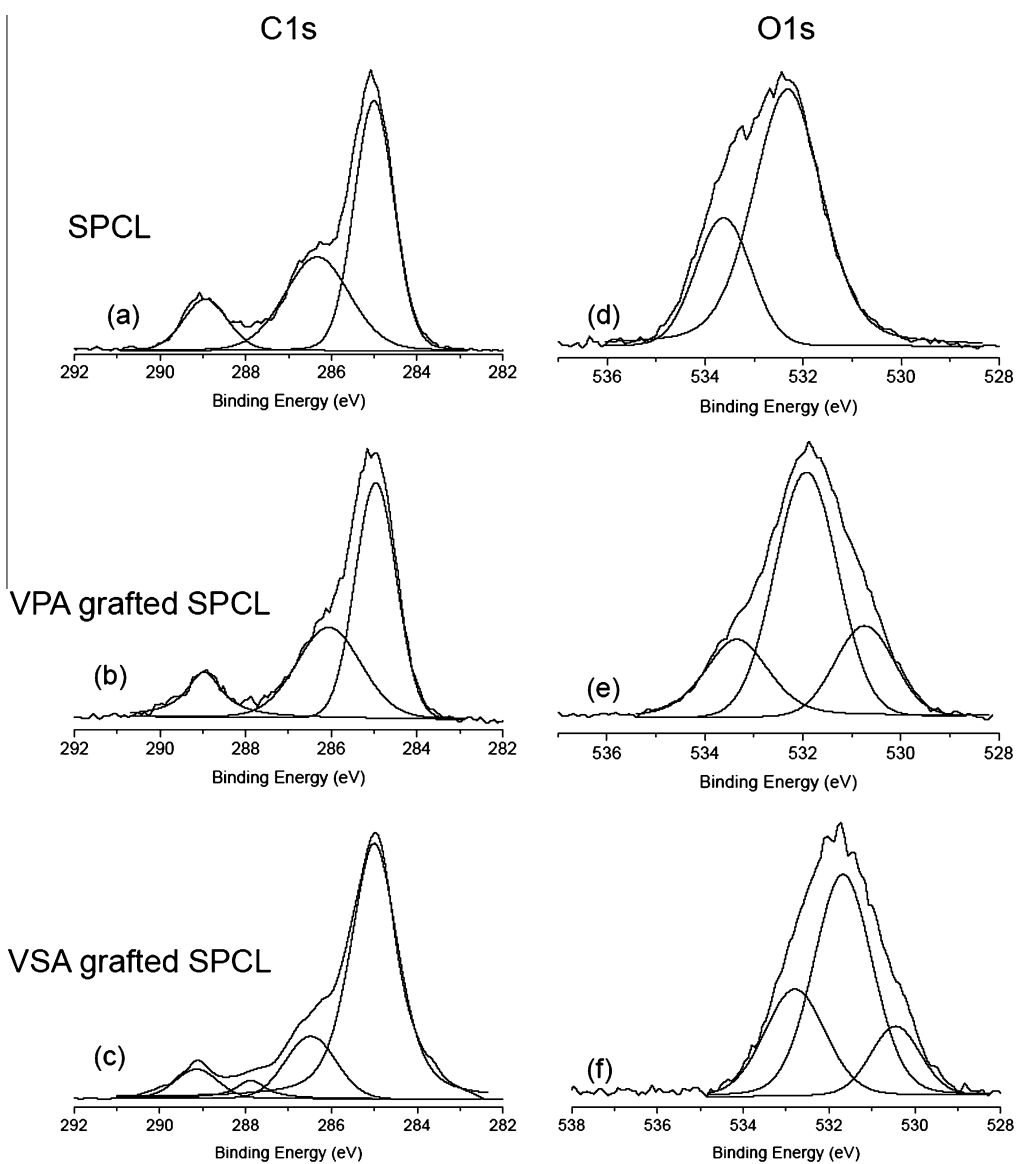 C1s O1s
SPCL
(a) (d)
292 290 288 286 284 282 536 534 532 530 528
Binding Energy (eV) Binding Energy (eV)
VPA grafted SPCL
(b) (e)
292 290 288 286 284 282 536 534 532 530 528
Binding Energy (eV) Binding Energy (eV)
VSA grafted SPCL
(c) (f)
292 290 288 286 284 282 538 536 534 532 530 528
Binding Energy (eV) Binding Energy (eV)